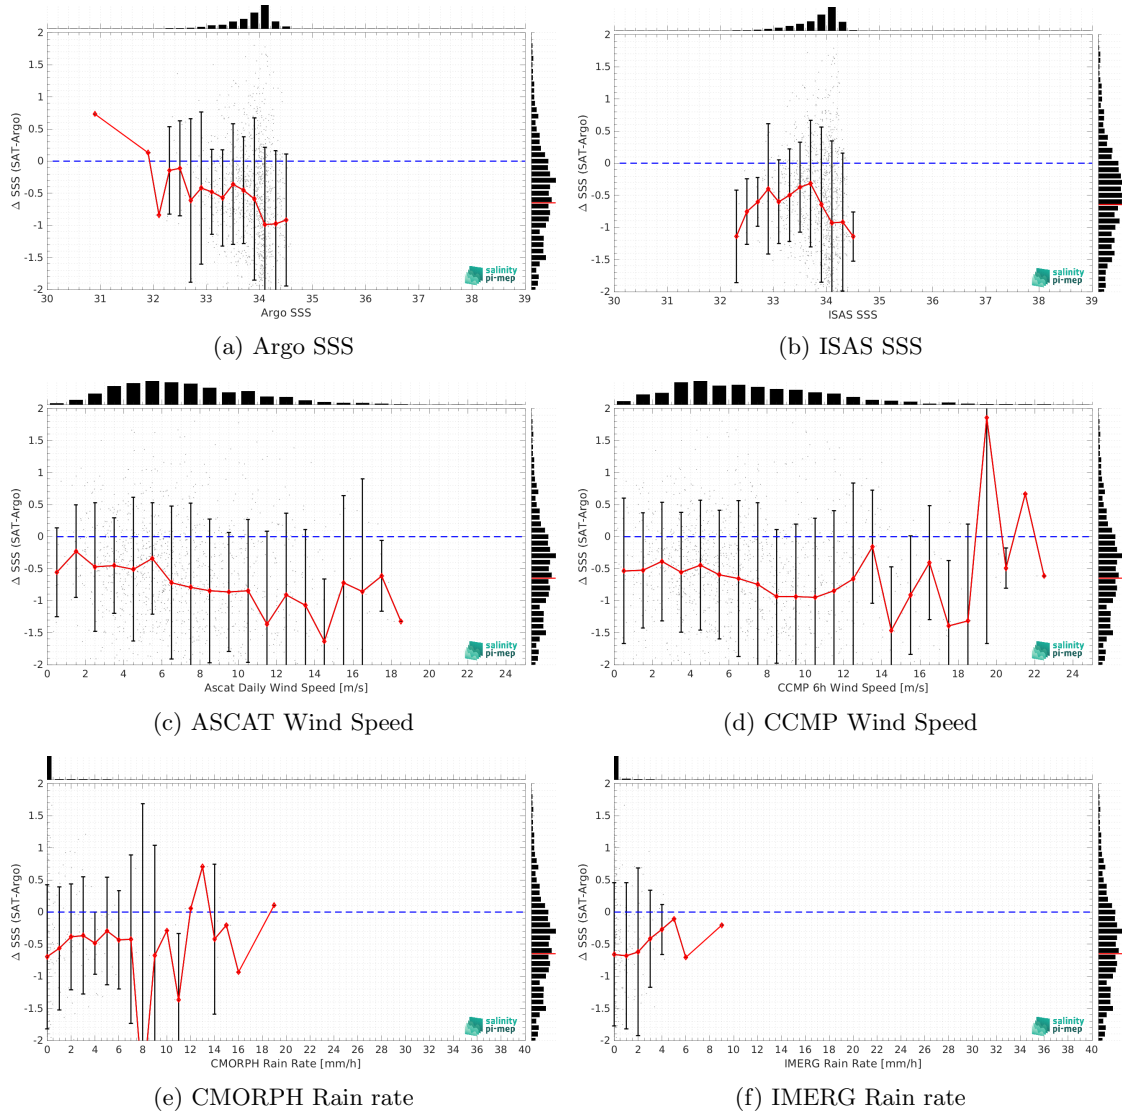 2
1.5
1
0.5
0
-0.5
-1
-1.5
-2
Δ SSS (SAT-Argo)
30 31 32 33 34 35 36 37 38 39
Argo SSS
salinity
pi-mep
(a) Argo SSS
2
1.5
1
0.5
0
-0.5
-1
-1.5
-2
Δ SSS (SAT-Argo)
30 31 32 33 34 35 36 37 38 39
ISAS SSS
salinity
pi-mep
(b) ISAS SSS
2
1.5
1
0.5
0
-0.5
-1
-1.5
-2
Δ SSS (SAT-Argo)
0 2 4 6 8 10 12 14 16 18 20 22 24
Ascat Daily Wind Speed [m/s]
salinity
pi-mep
(c) ASCAT Wind Speed
2
1.5
1
0.5
0
-0.5
-1
-1.5
-2
Δ SSS (SAT-Argo)
0 2 4 6 8 10 12 14 16 18 20 22 24
CCMP 6h Wind Speed [m/s]
salinity
pi-mep
(d) CCMP Wind Speed
2
1.5
1
0.5
0
-0.5
-1
-1.5
-2
Δ SSS (SAT-Argo)
0 2 4 6 8 10 12 14 16 18 20 22 24 26 28 30 32 34 36 38 40
CMORPH Rain Rate [mm/h]
salinity
pi-mep
(e) CMORPH Rain rate
2
1.5
1
0.5
0
-0.5
-1
-1.5
-2
Δ SSS (SAT-Argo)
0 2 4 6 8 10 12 14 16 18 20 22 24 26 28 30 32 34 36 38 40
IMERG Rain Rate [mm/h]
salinity
pi-mep
(f) IMERG Rain rate